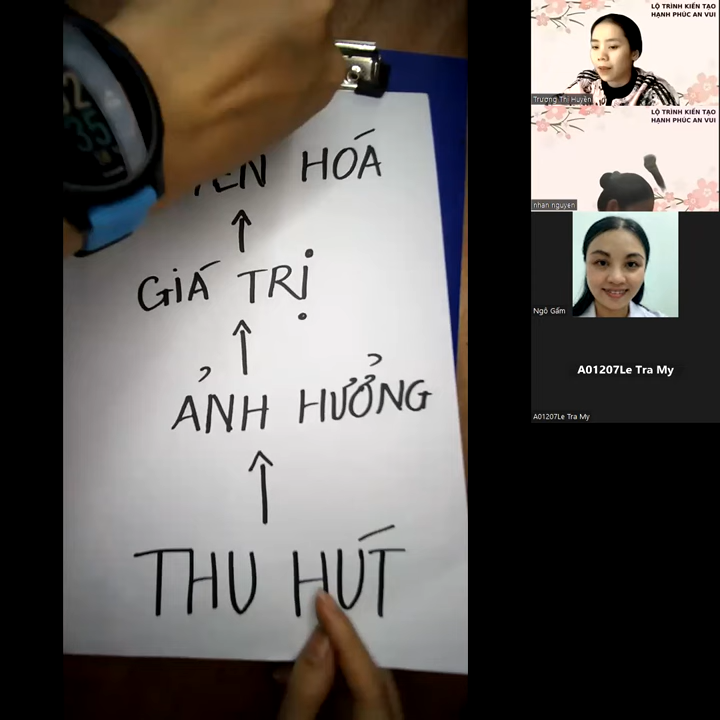 HÓA
GIÁ TRỊ
ẢNH HƯỞNG
THU HÚT
LỘ TRÌNH KIẾN TẠO
HẠNH PHÚC AN VUI
Trương Thị Huyền
LỘ TRÌNH KIẾN TẠO
HẠNH PHÚC AN VUI
nhan nguyen
Ngô Gấm
A01207Le Tra My
A01207Le Tra My